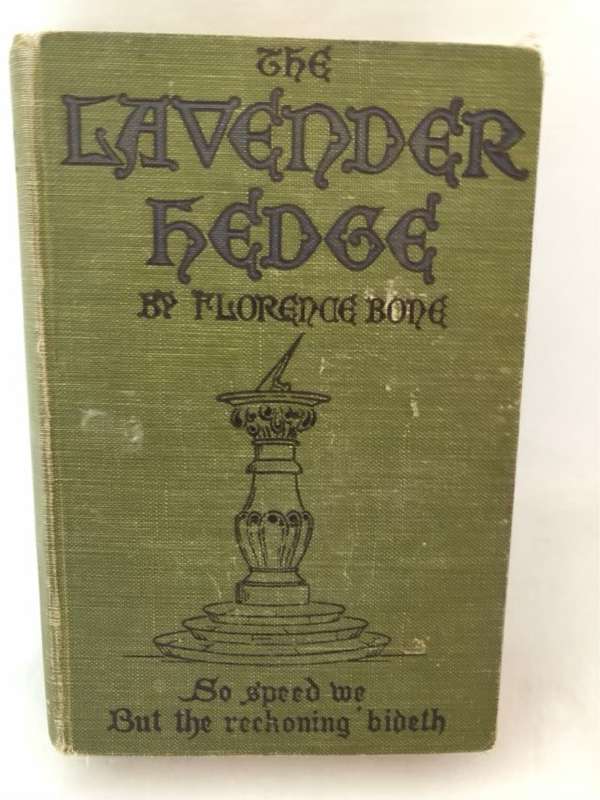 THE
LAVENDER
HEDGE
BY FLORENCE BONE
So speed we
But the reckoning bideth